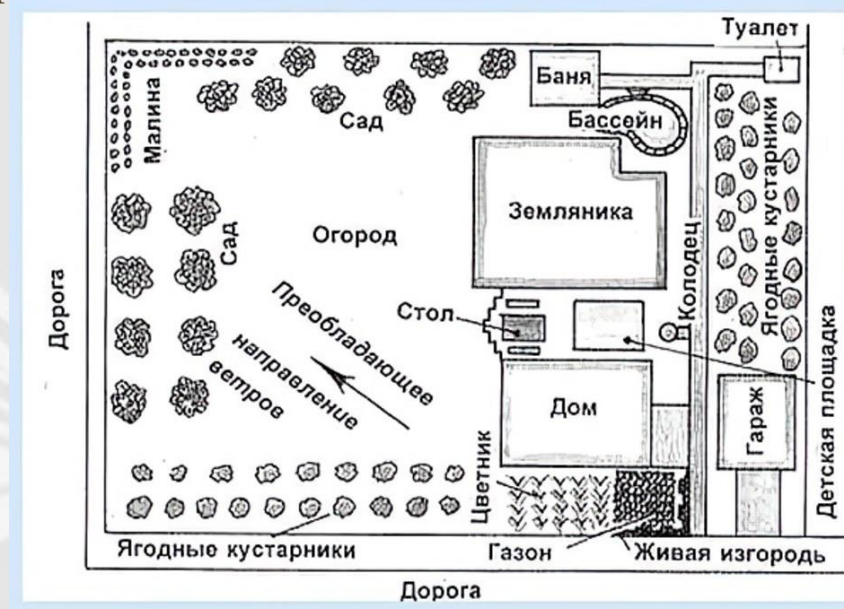 Туалет
Баня
Бассейн
Малина
Сад
Ягодные кустарники
Земляника
Сад
Огород
Колодец
Дорога
Преобладающее
направление
ветров
Стол
Детская площадка
Дом
Гараж
Цветник
Ягодные кустарники
Газон
Живая изгородь
Дорога